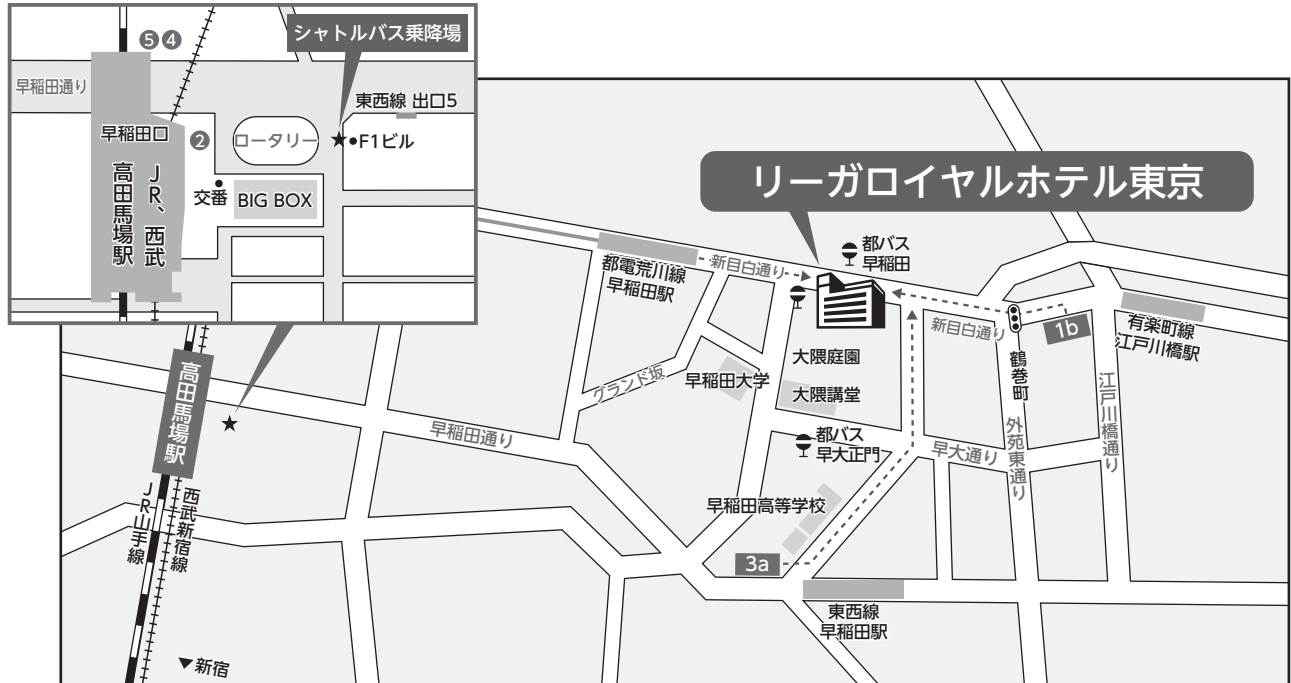 ⑤④
シャトルバス乗降場
早稲田通り
東西線 出口5
早稲田口
②
ロータリー
★●F1ビル
交番
BIG BOX
JR、西武
高田馬場駅
リーガロイヤルホテル東京
都バス
早稲田
都電荒川線
早稲田駅
新目白通り
新目白通り
1b
有楽町線
江戸川橋駅
大隈庭園
早稲田大学
大隈講堂
グランド坂
鶴巻町
江戸川橋通り
高田馬場駅
★
早稲田通り
都バス
早大正門
早大通り
外苑東通り
早稲田高等学校
JR山手線
西武新宿線
3a
東西線
早稲田駅
▼新宿